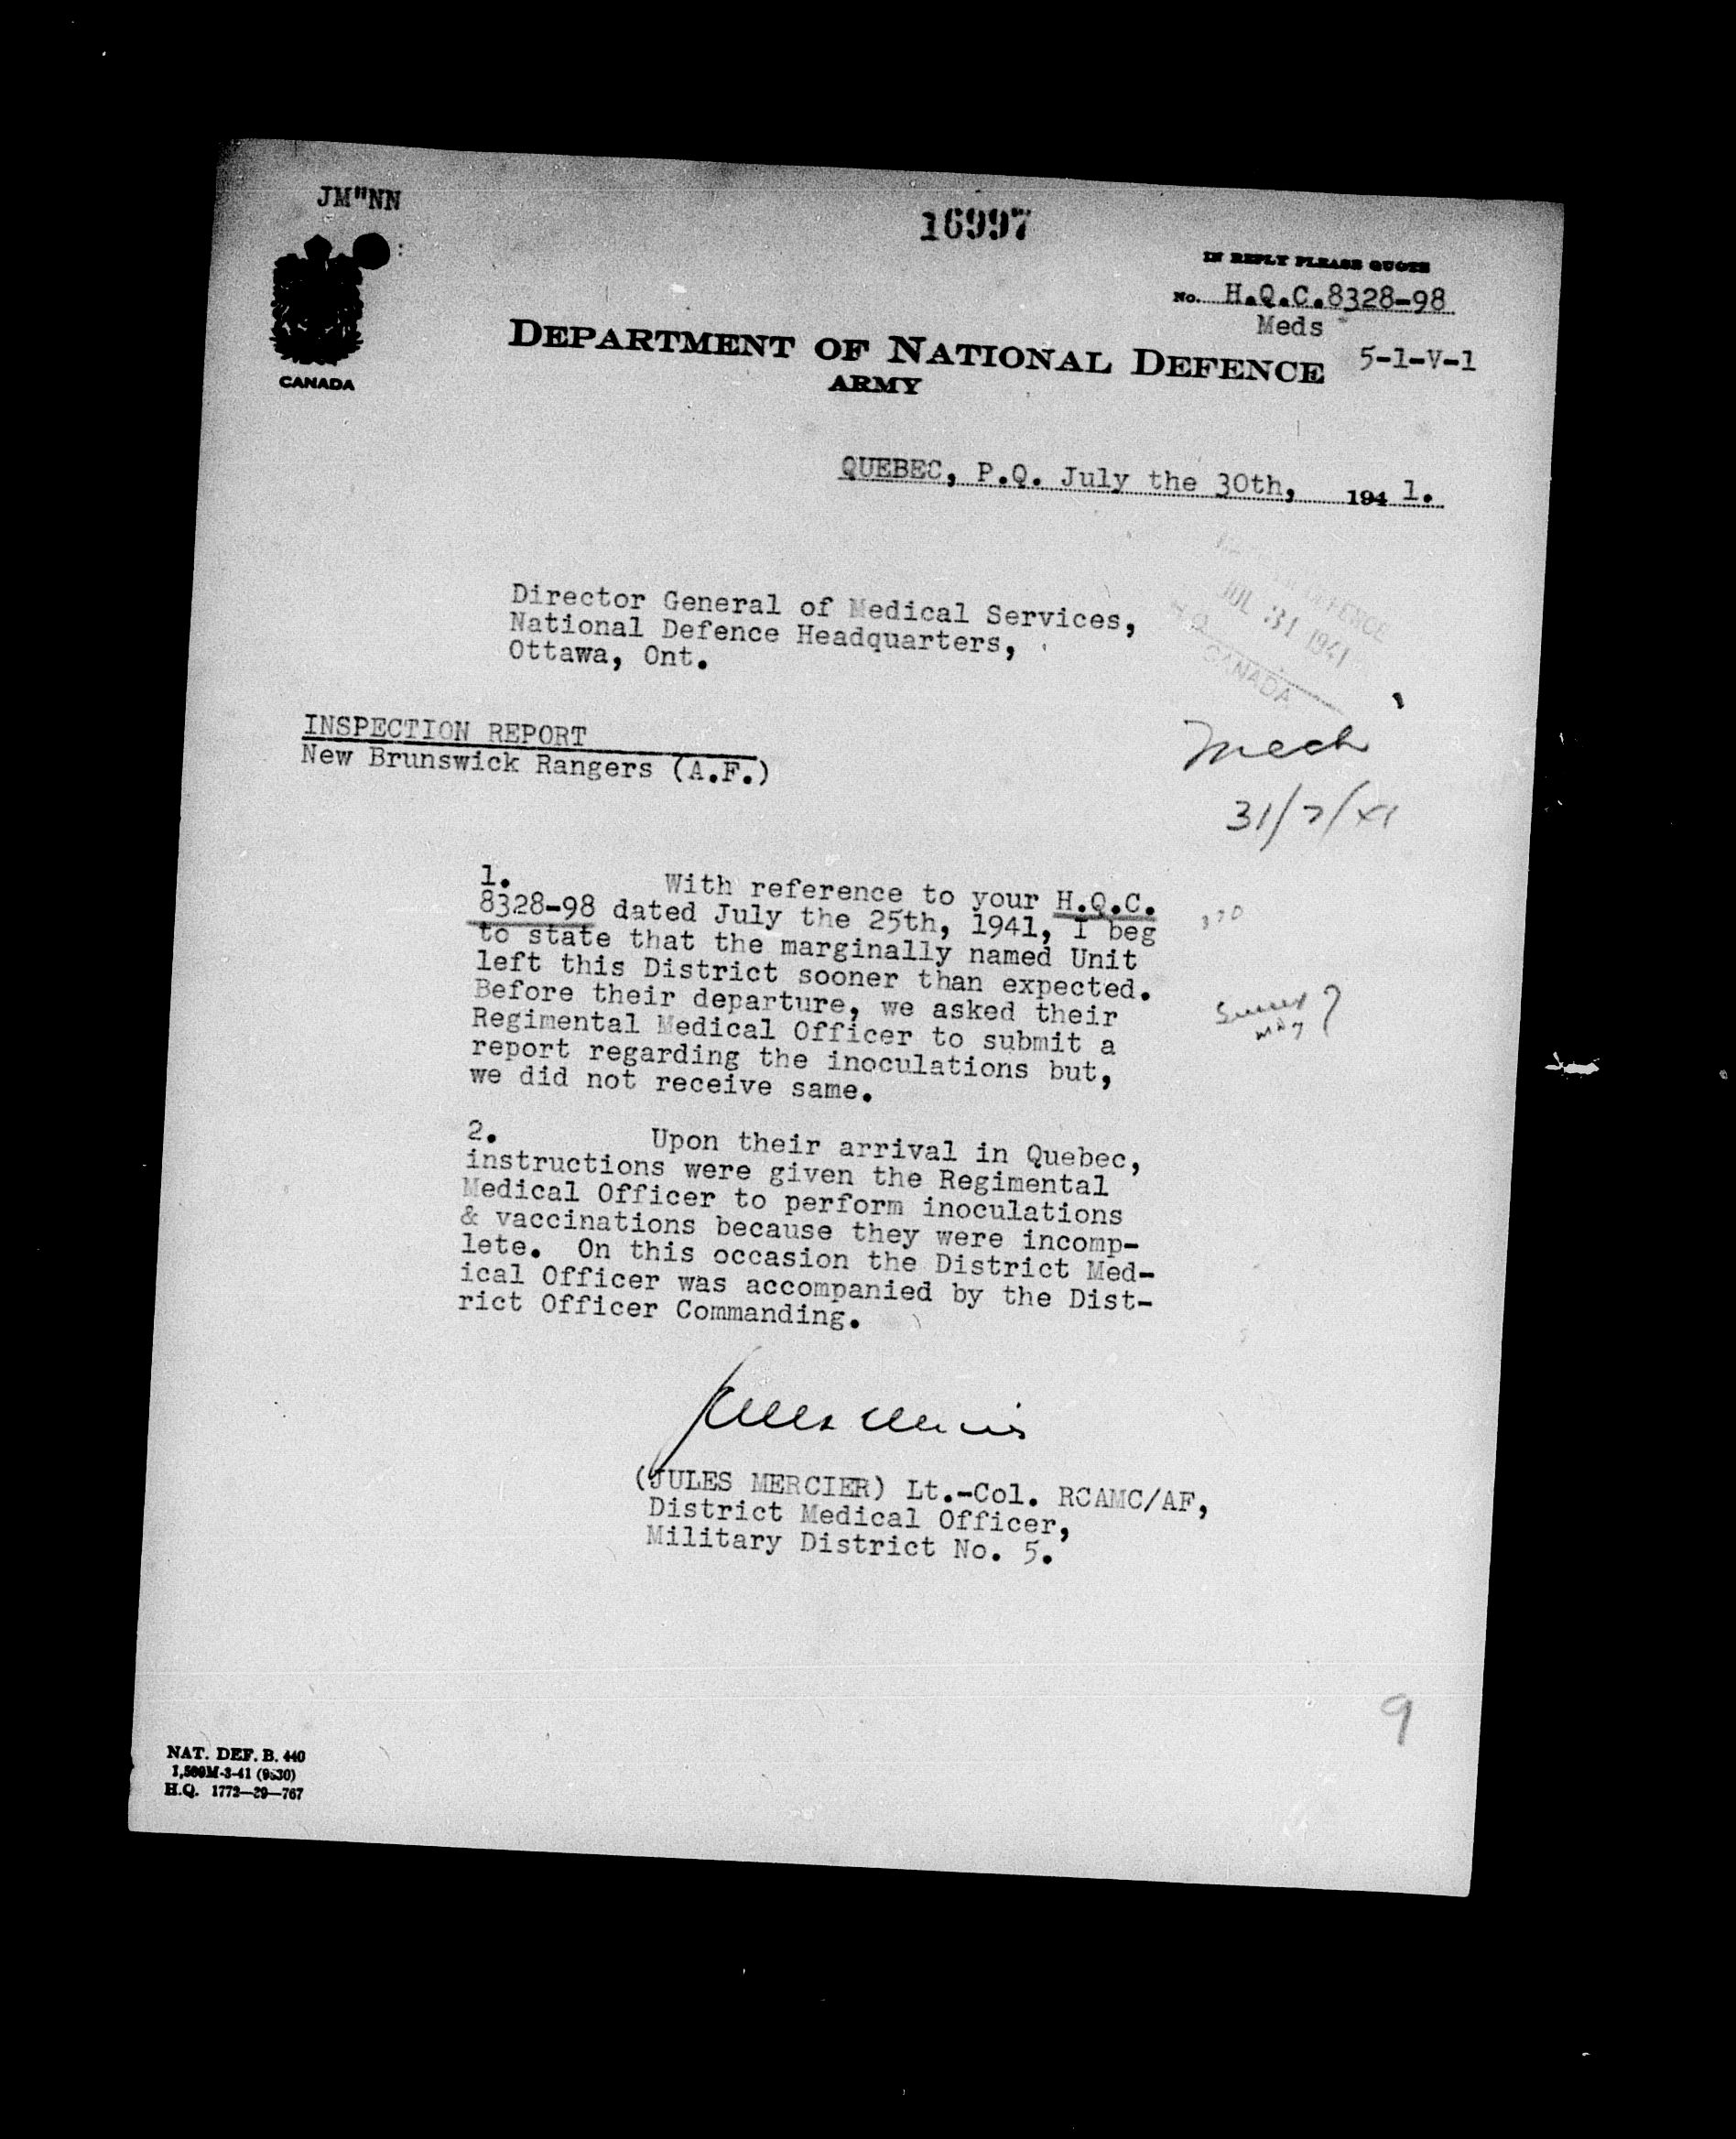 JM"NN
16997
IN REPLY PLEASE QUOTE
No. H.Q.C.8328-98
Meds
5-1-V-1
CANADA
DEPARTMENT OF NATIONAL DEFENCE
ARMY
QUEBEC, P.Q. July the 30th, 1941.
DEFENCE
JUL 31 1941
H.Q.
CANADA
Director General of Medical Services,
National Defence Headquarters,
Ottawa, Ont.
INSPECTION REPORT
New Brunswick Rangers (A.F.)
31/7/41
1. With reference to your H.Q.C.
8328-98 dated July the 25th, 1941, I beg
to state that the marginally named Unit
left this District sooner than expected.
Before their departure, we asked their
Regimental Medical Officer to submit a
report regarding the inoculations but,
we did not receive same.
2. Upon their arrival in Quebec,
instructions were given the Regimental
Medical Officer to perform inoculations
& vaccinations because they were incomp-
lete. On this occasion the District Med-
ical Officer was accompanied by the Dist-
rict Officer Commanding.
(JULES MERCIER) Lt.-Col. RCAMC/AF,
District Medical Officer,
Military District No. 5.
9
NAT. DEF. B. 440
H.Q. 1772-39-767